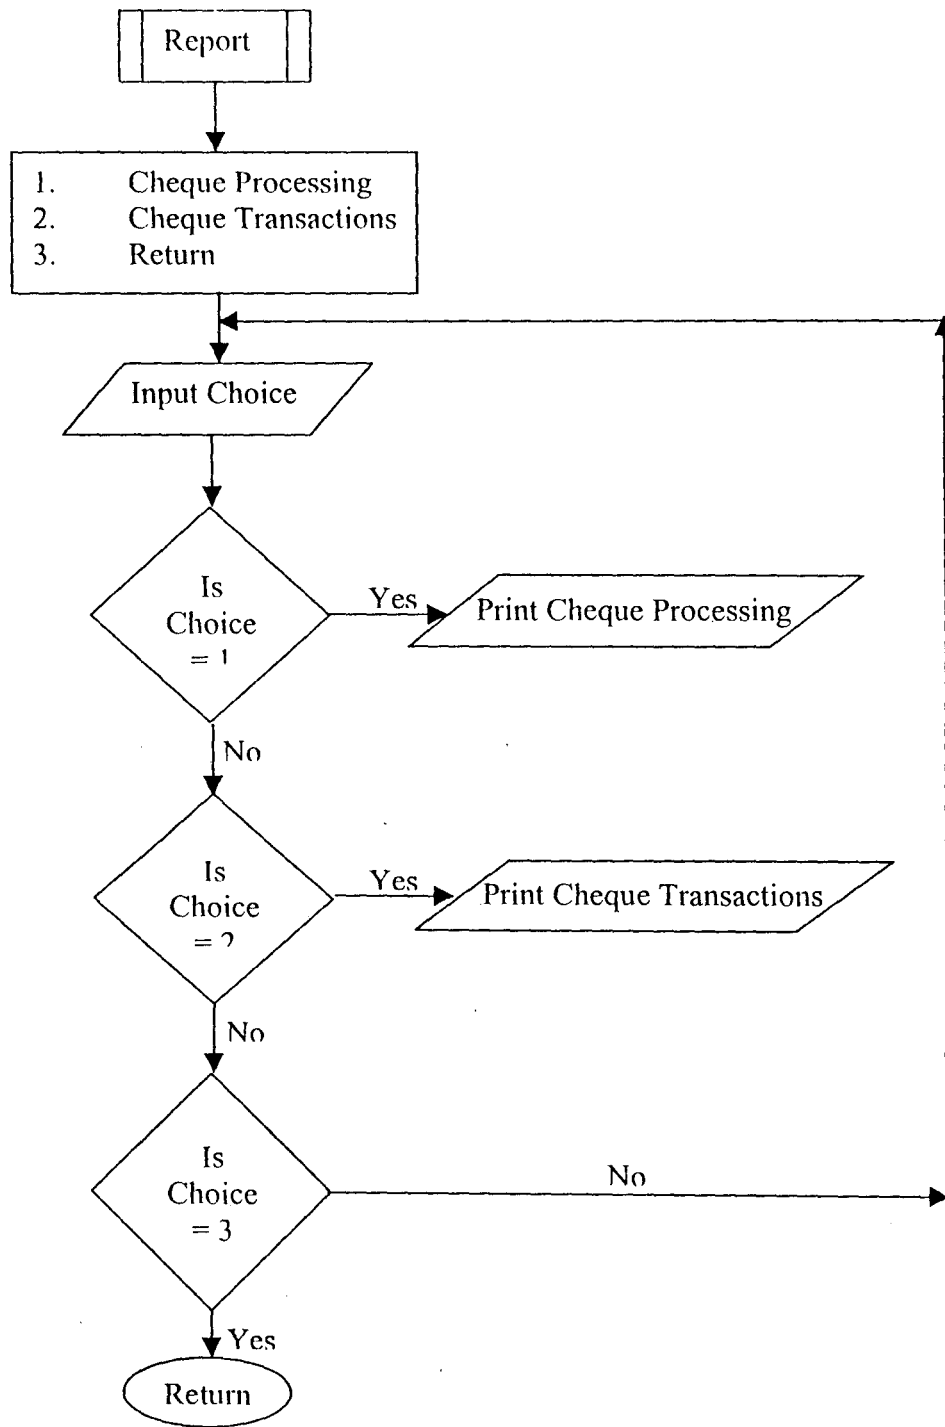 Report
1. Cheque Processing
2. Cheque Transactions
3. Return
Input Choice
Is
Choice
= 1
Yes
Print Cheque Processing
No
Is
Choice
= 2
Yes
Print Cheque Transactions
No
Is
Choice
= 3
No
Yes
Return